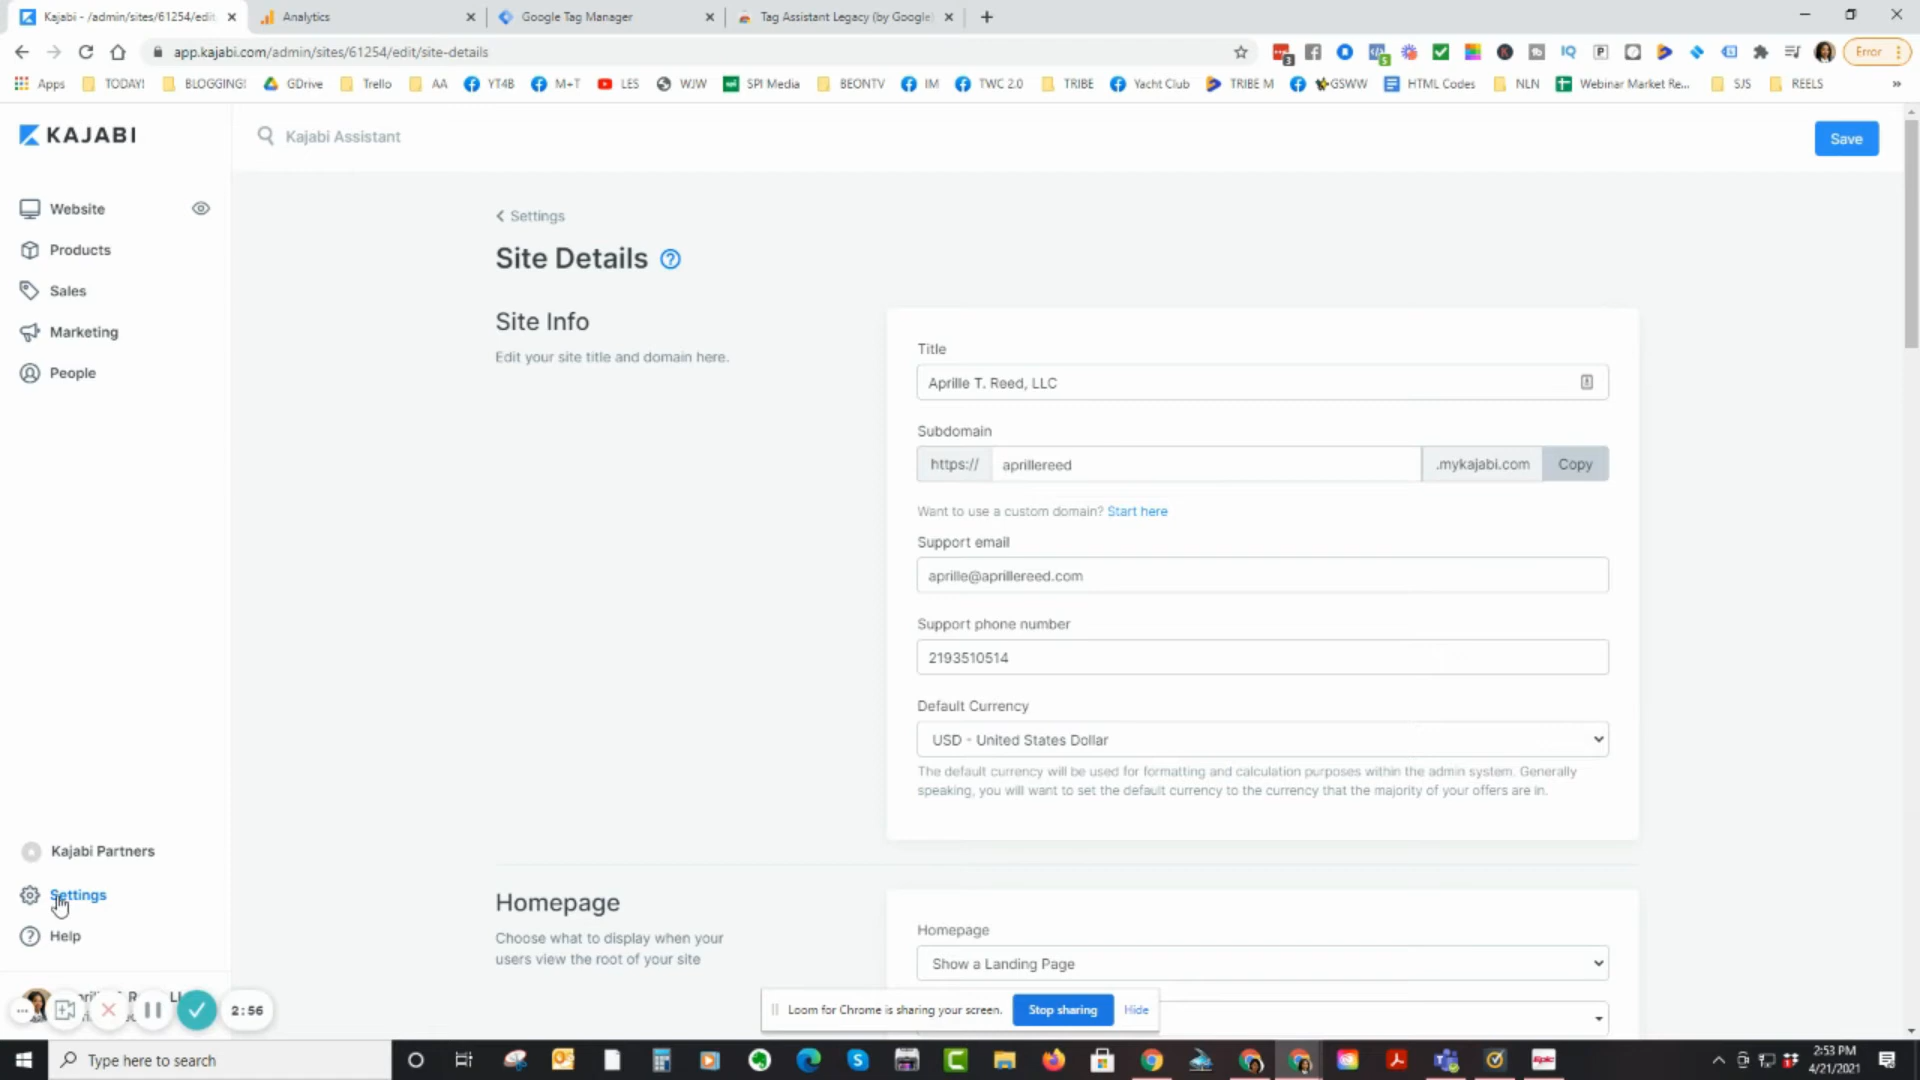 Kajabi - /admin/sites/61254/edit
Analytics
Google Tag Manager
Tag Assistant Legacy (by Google)
app.kajabi.com/admin/sites/61254/edit/site-details
Error
Apps TODAY! BLOGGING! GDrive Trello AA YT4B M+T LES WJW SPI Media BEONTV IM TWC 2.0 TRIBE Yacht Club TRIBE M GSWW HTML Codes NLN Webinar Market Re... SJS REELS »
KAJABI
Kajabi Assistant
Save
Website
Products
Sales
Marketing
People
Settings
Site Details ?
Site Info
Edit your site title and domain here.
Title
Aprille T. Reed, LLC
Subdomain
https:// aprillereed .mykajabi.com Copy
Want to use a custom domain? Start here
Support email
aprille@aprillereed.com
Support phone number
2193510514
Default Currency
USD - United States Dollar
The default currency will be used for formatting and calculation purposes within the admin system. Generally
speaking, you will want to set the default currency to the currency that the majority of your offers are in.
Homepage
Choose what to display when your
users view the root of your site
Homepage
Show a Landing Page
Kajabi Partners
Settings
Help
2:56
Loom for Chrome is sharing your screen. Stop sharing Hide
Type here to search
Epic
2:53 PM
4/21/2021